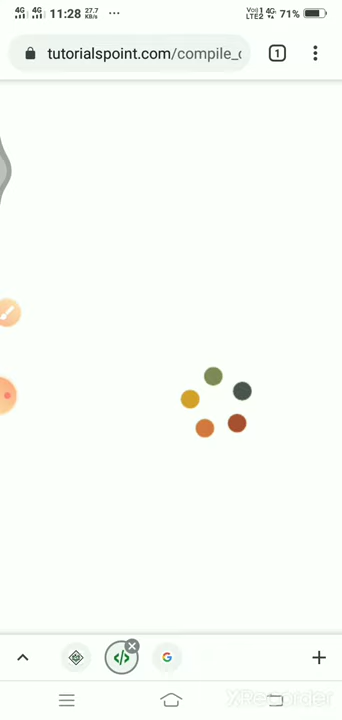 4G 4G 11:28 27.7 KB/s ... Vo) 1 LTE2 4G 71%
tutorialspoint.com/compile_c
1
G
XRecorder